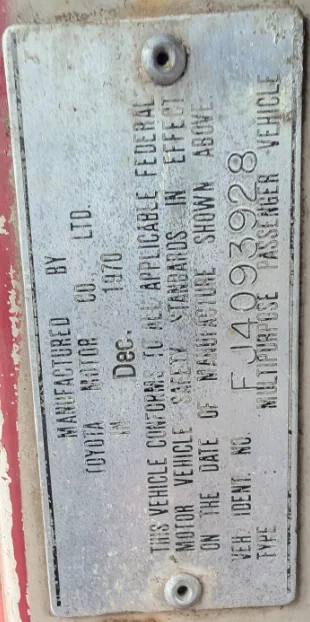 MANUFACTURED BY
TOYOTA MOTOR CO., LTD.
IN Dec. 1970
THIS VEHICLE CONFORMS TO ALL APPLICABLE FEDERAL
MOTOR VEHICLE SAFETY STANDARDS IN EFFECT
ON THE DATE OF MANUFACTURE SHOWN ABOVE.
VEH. IDENT. NO. FJ4093928
TYPE : MULTIPURPOSE PASSENGER VEHICLE